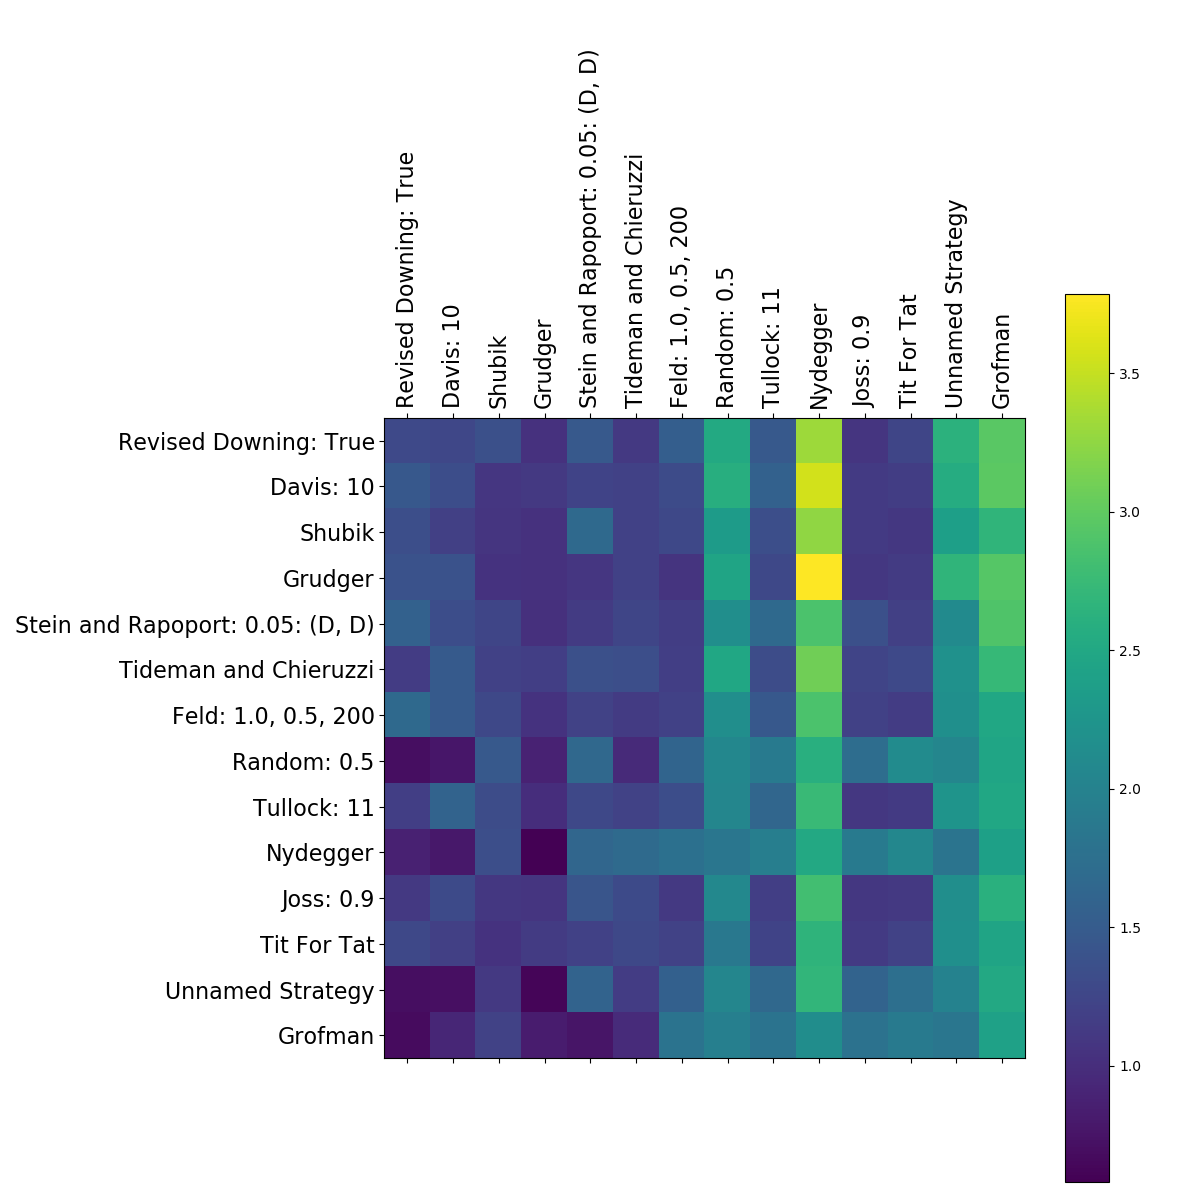 Revised Downing: True
Davis: 10
Shubik
Grudger
Stein and Rapoport: 0.05: (D, D)
Tideman and Chieruzzi
Feld: 1.0, 0.5, 200
Random: 0.5
Tullock: 11
Nydegger
Joss: 0.9
Tit For Tat
Unnamed Strategy
Grofman
Revised Downing: True
Davis: 10
Shubik
Grudger
Stein and Rapoport: 0.05: (D, D)
Tideman and Chieruzzi
Feld: 1.0, 0.5, 200
Random: 0.5
Tullock: 11
Nydegger
Joss: 0.9
Tit For Tat
Unnamed Strategy
Grofman
3.5
3.0
2.5
2.0
1.5
1.0